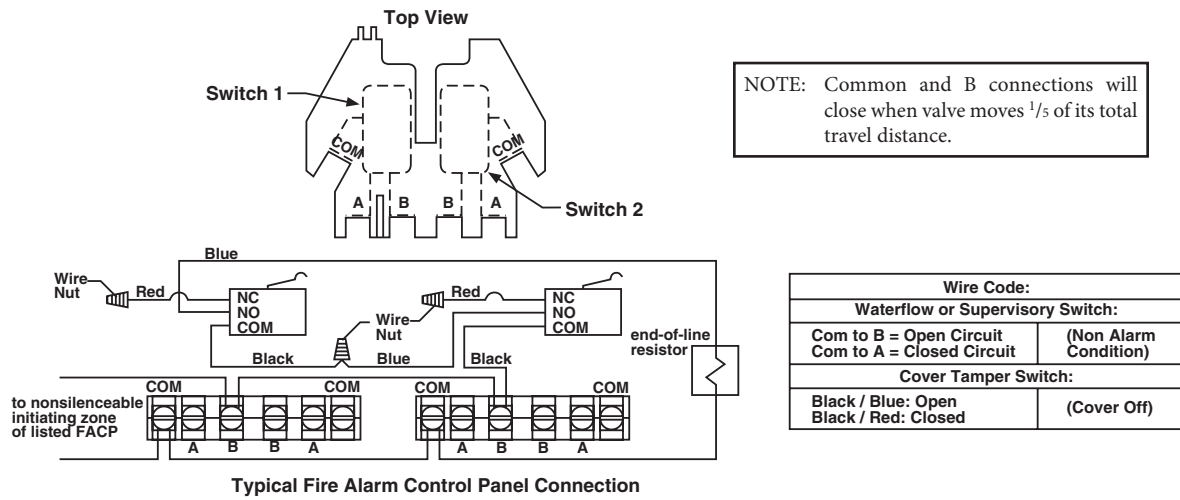 Top View
Switch 1
COM
COM
A
B
B
A
Switch 2
NOTE: Common and B connections will
close when valve moves 1/5 of its total
travel distance.
Blue
Wire
Nut
Red
NC
NO
COM
Red
NC
NO
COM
Wire
Nut
Black
Blue
Black
end-of-line
resistor
COM
COM
COM
COM
to nonsilenceable
initiating zone
of listed FACP
A
B
B
A
A
B
B
A
Typical Fire Alarm Control Panel Connection
Wire Code:
Waterflow or Supervisory Switch:
Com to B = Open Circuit
Com to A = Closed Circuit
(Non Alarm
Condition)
Cover Tamper Switch:
Black / Blue: Open
Black / Red: Closed
(Cover Off)